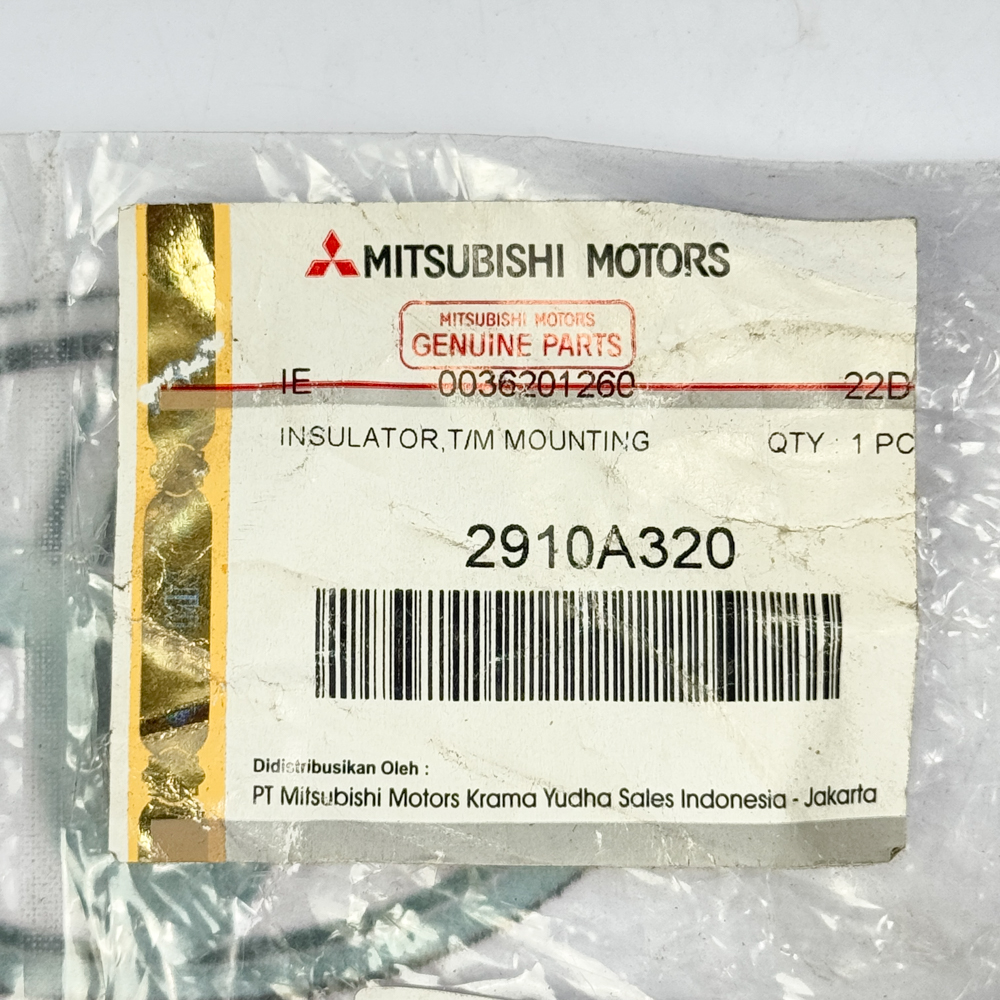 MITSUBISHI MOTORS
MITSUBISHI MOTORS
GENUINE PARTS
IE 0036201260 22B
INSULATOR,T/M MOUNTING QTY : 1 PC
2910A320
Didistribusikan Oleh :
PT Mitsubishi Motors Krama Yudha Sales Indonesia - Jakarta